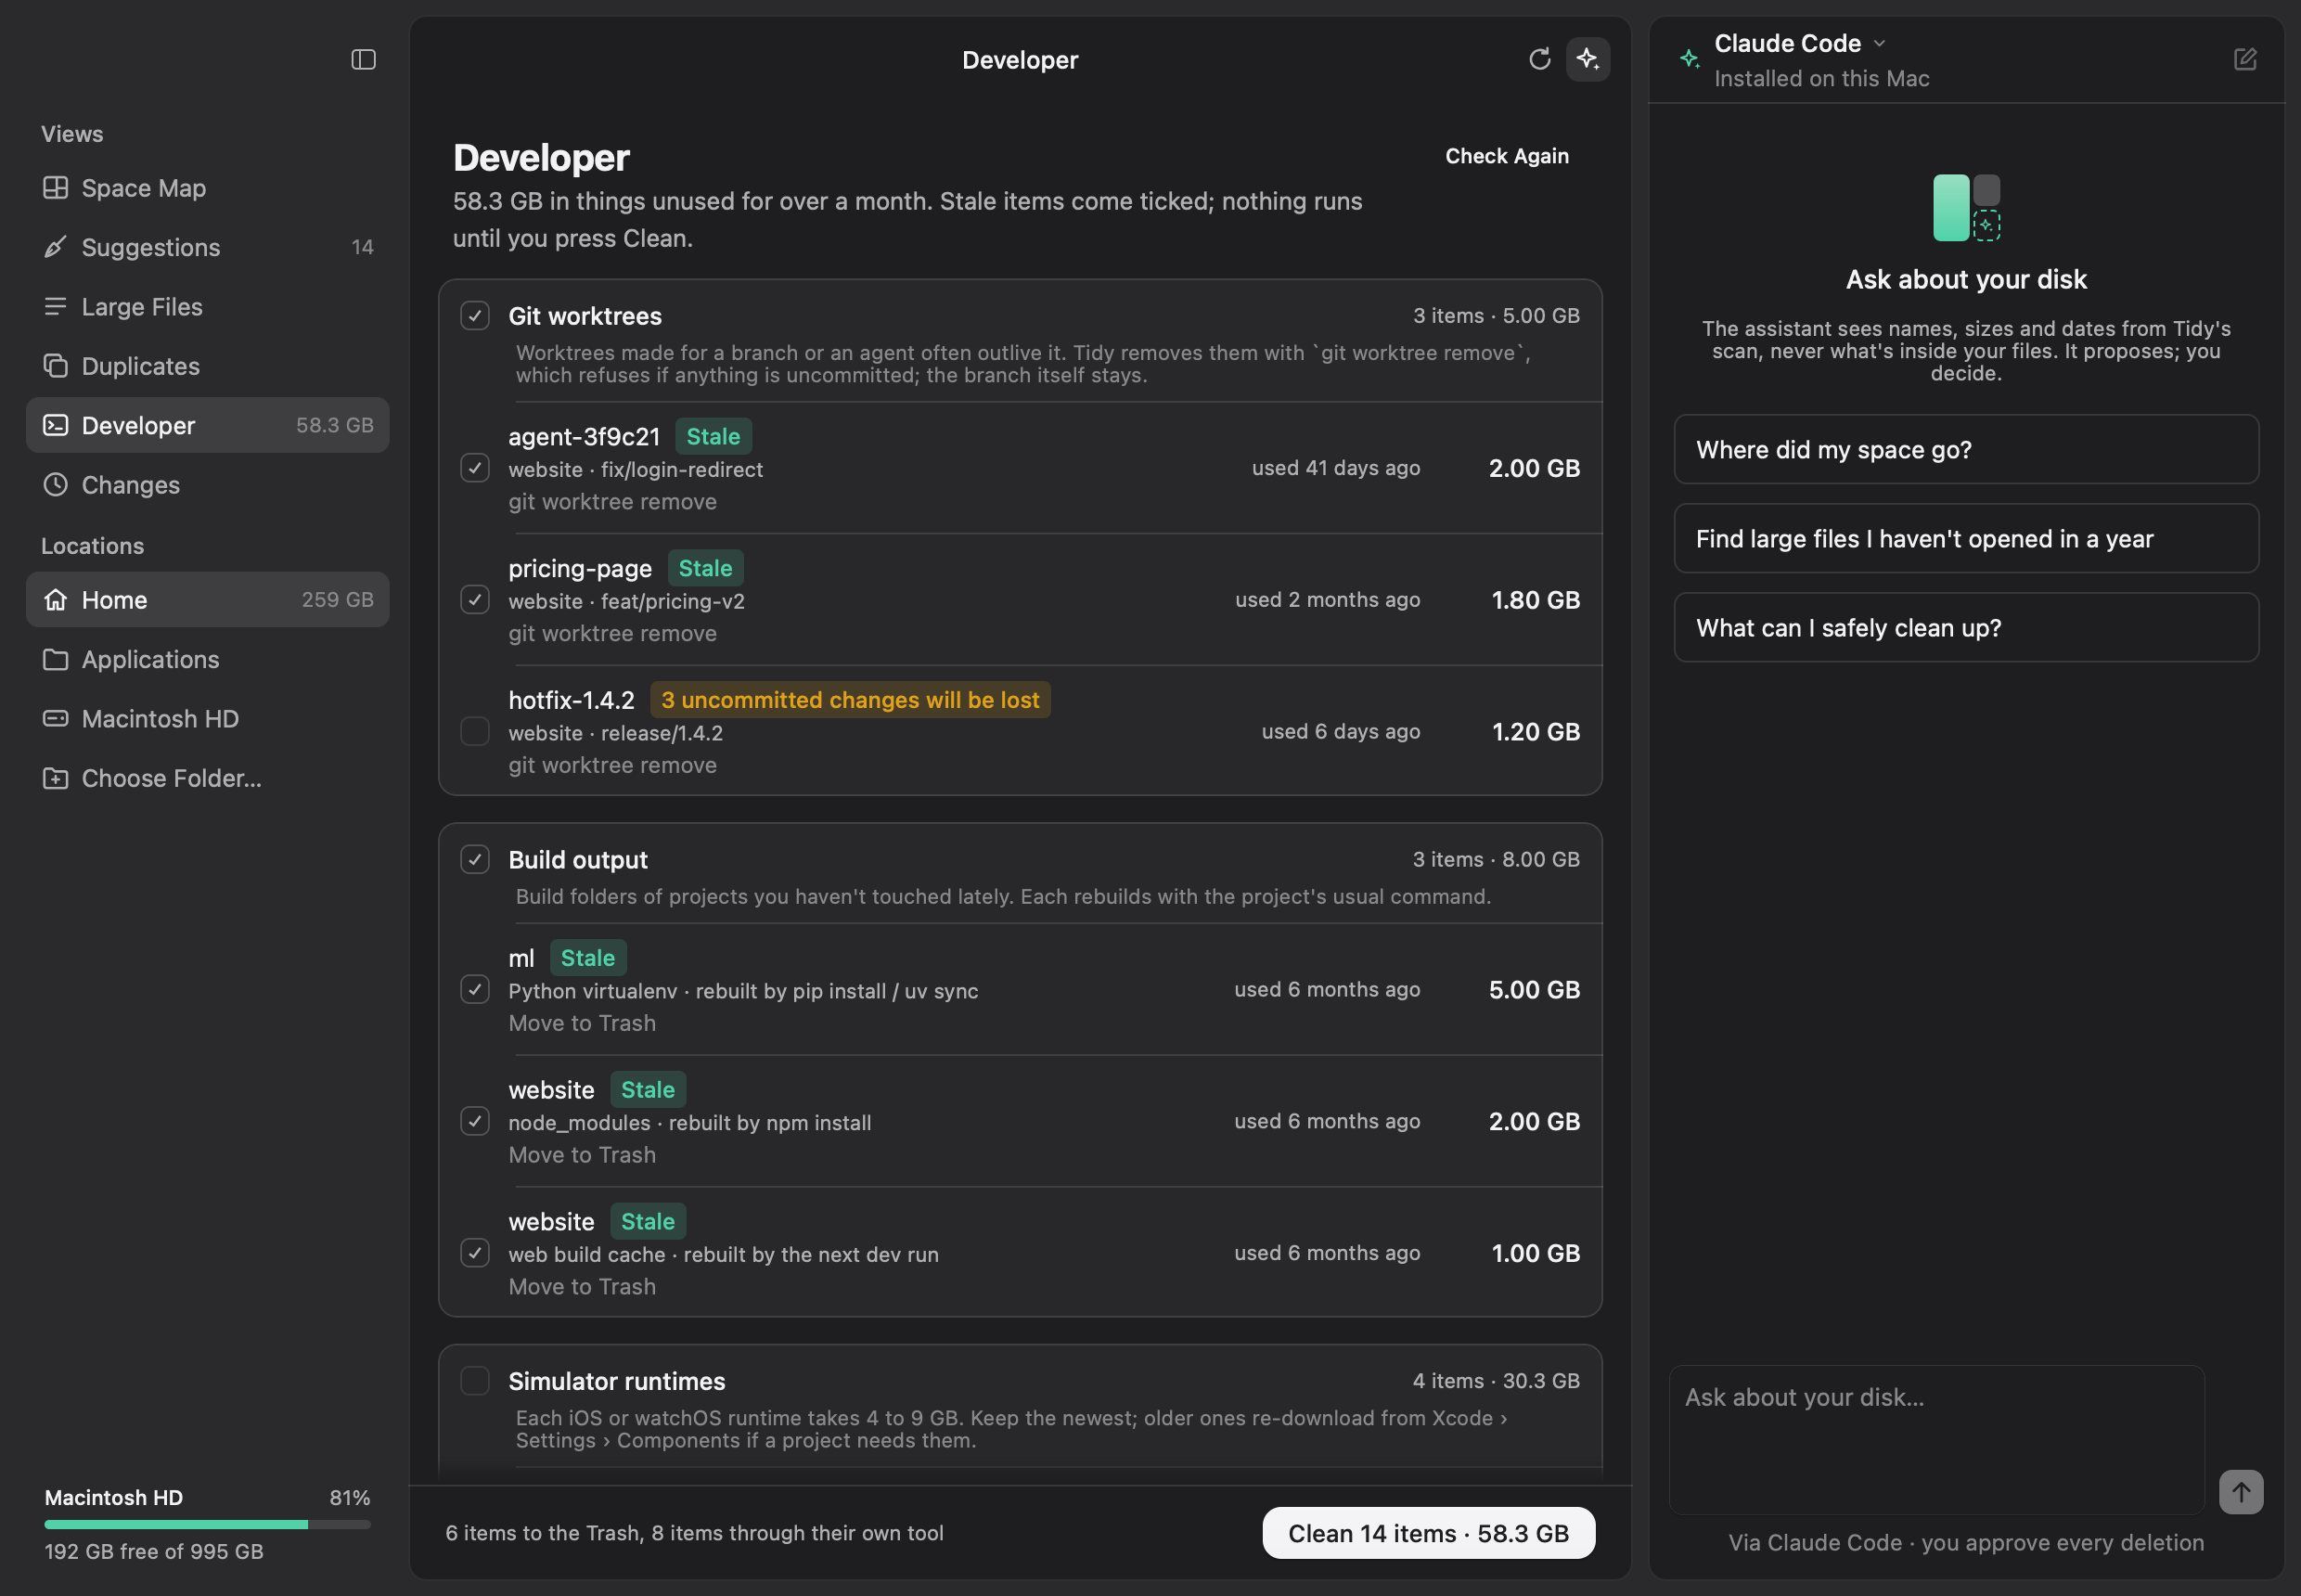 Views
Space Map
Suggestions 14
Large Files
Duplicates
Developer 58.3 GB
Changes
Locations
Home 259 GB
Applications
Macintosh HD
Choose Folder...
Macintosh HD 81%
192 GB free of 995 GB
Developer
Developer
Check Again
58.3 GB in things unused for over a month. Stale items come ticked; nothing runs
until you press Clean.
Git worktrees 3 items · 5.00 GB
Worktrees made for a branch or an agent often outlive it. Tidy removes them with `git worktree remove`,
which refuses if anything is uncommitted; the branch itself stays.
agent-3f9c21 Stale
website · fix/login-redirect used 41 days ago 2.00 GB
git worktree remove
pricing-page Stale
website · feat/pricing-v2 used 2 months ago 1.80 GB
git worktree remove
hotfix-1.4.2 3 uncommitted changes will be lost
website · release/1.4.2 used 6 days ago 1.20 GB
git worktree remove
Build output 3 items · 8.00 GB
Build folders of projects you haven't touched lately. Each rebuilds with the project's usual command.
ml Stale
Python virtualenv · rebuilt by pip install / uv sync used 6 months ago 5.00 GB
Move to Trash
website Stale
node_modules · rebuilt by npm install used 6 months ago 2.00 GB
Move to Trash
website Stale
web build cache · rebuilt by the next dev run used 6 months ago 1.00 GB
Move to Trash
Simulator runtimes 4 items · 30.3 GB
Each iOS or watchOS runtime takes 4 to 9 GB. Keep the newest; older ones re-download from Xcode ›
Settings › Components if a project needs them.
6 items to the Trash, 8 items through their own tool
Clean 14 items · 58.3 GB
Claude Code
Installed on this Mac
Ask about your disk
The assistant sees names, sizes and dates from Tidy's
scan, never what's inside your files. It proposes; you
decide.
Where did my space go?
Find large files I haven't opened in a year
What can I safely clean up?
Ask about your disk...
Via Claude Code · you approve every deletion